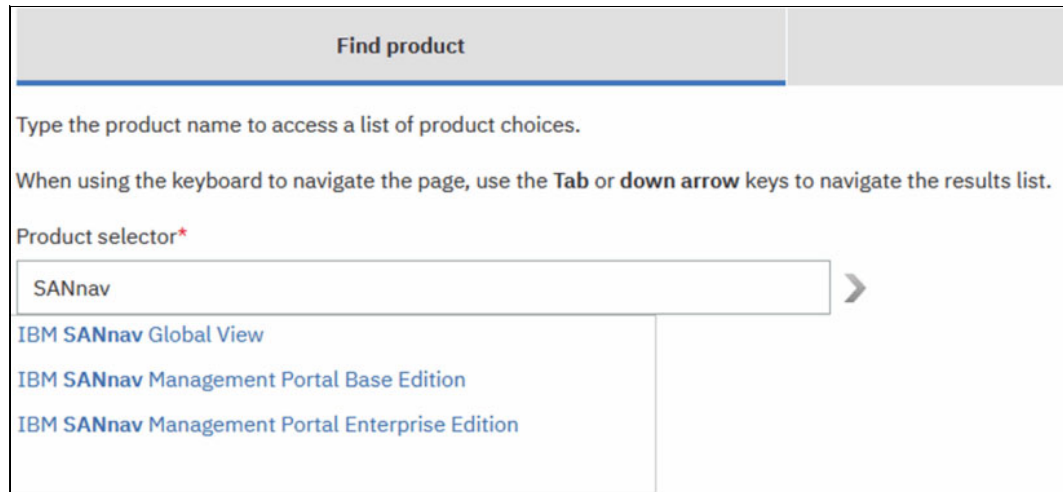 Find product
Type the product name to access a list of product choices.
When using the keyboard to navigate the page, use the Tab or down arrow keys to navigate the results list.
Product selector*
SANnav
IBM SANnav Global View
IBM SANnav Management Portal Base Edition
IBM SANnav Management Portal Enterprise Edition